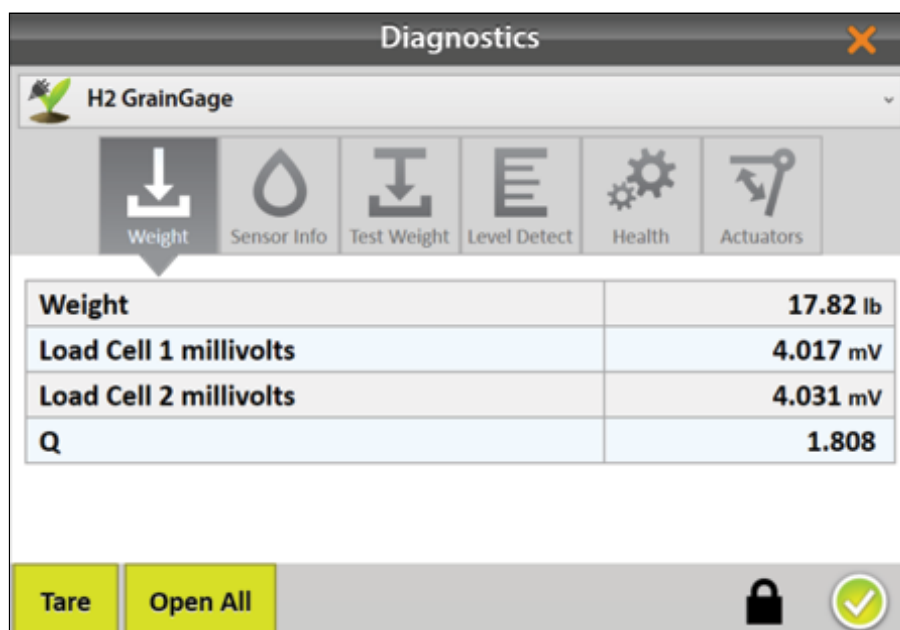 Diagnostics
H2 GrainGage
Weight Sensor Info Test Weight Level Detect Health Actuators
Weight 17.82 lb
Load Cell 1 millivolts 4.017 mV
Load Cell 2 millivolts 4.031 mV
Q 1.808
Tare Open All